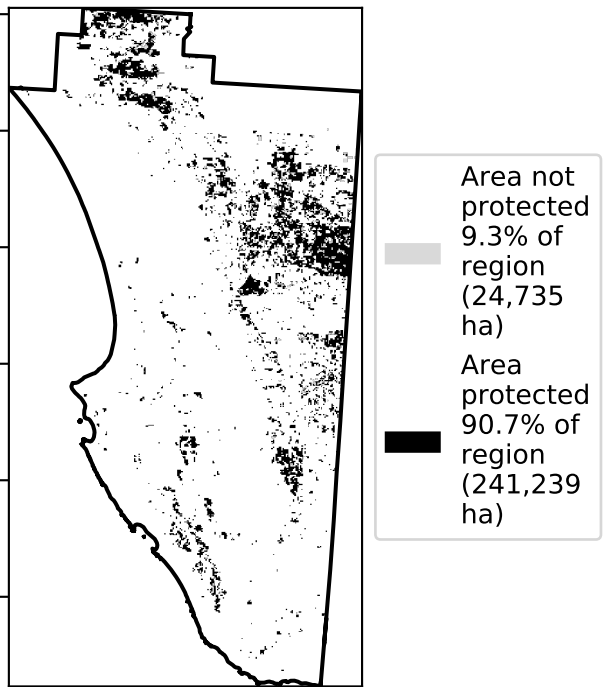 Area not
protected
9.3% of
region
(24,735
ha)
Area
protected
90.7% of
region
(241,239
ha)